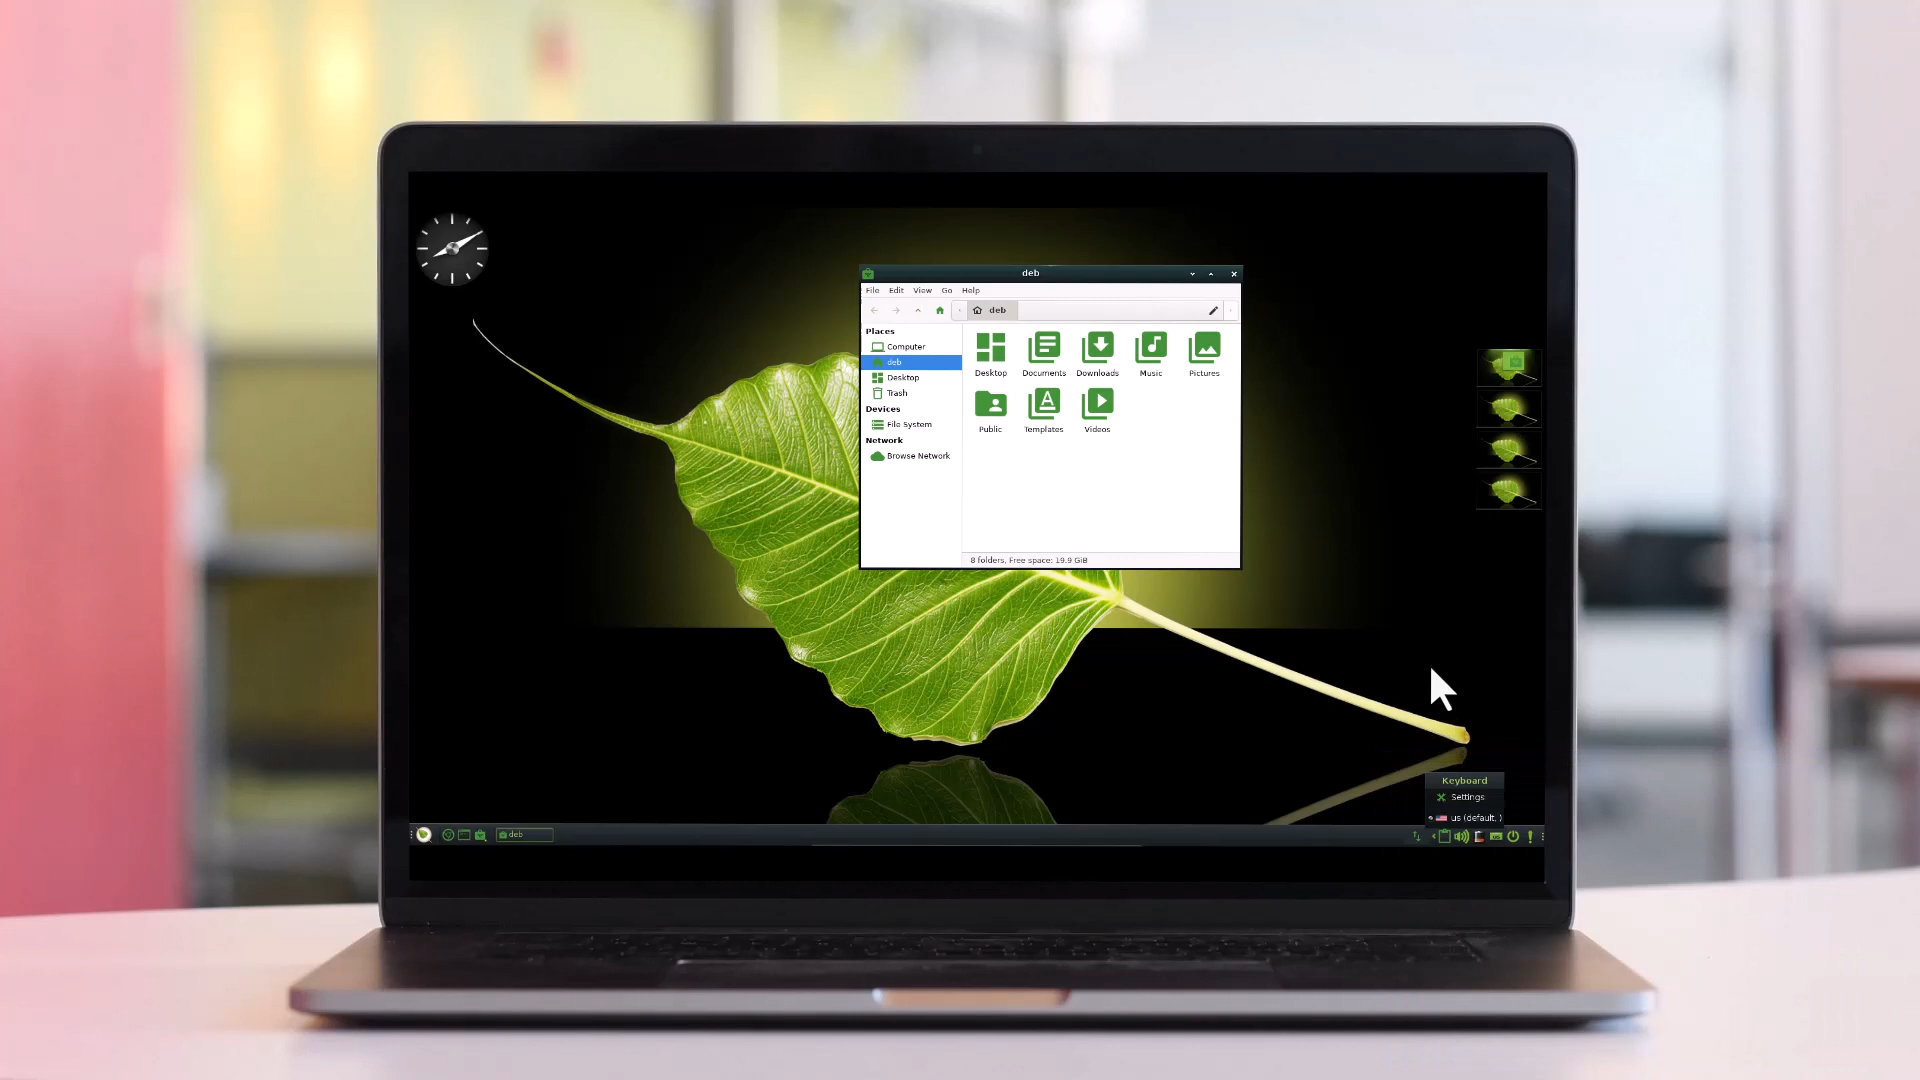 deb
File Edit View Go Help
deb
Places
Computer
deb
Desktop
Trash
Devices
File System
Network
Browse Network
Desktop Documents Downloads Music Pictures
Public Templates Videos
8 folders, Free space: 19.9 GiB
Keyboard
Settings
us (default, )
deb